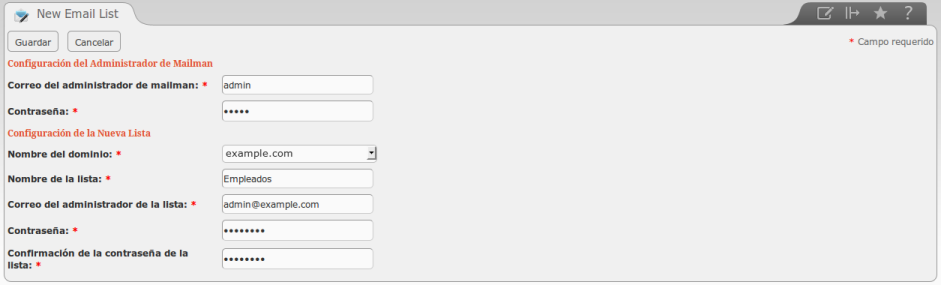 New Email List
?
Guardar Cancelar * Campo requerido
Configuración del Administrador de Mailman
Correo del administrador de mailman: * admin
Contraseña: * •••••
Configuración de la Nueva Lista
Nombre del dominio: * example.com
Nombre de la lista: * Empleados
Correo del administrador de la lista: * admin@example.com
Contraseña: * ••••••••
Confirmación de la contraseña de la
lista: * ••••••••